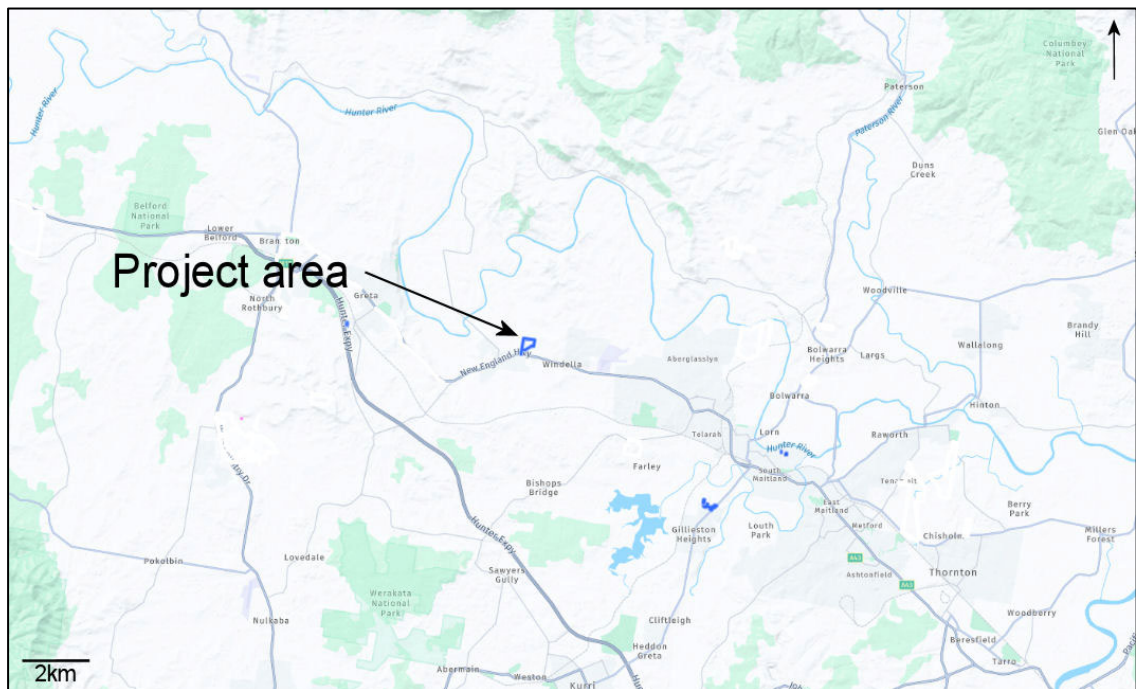 Columbey
National
Park
Paterson
Hunter River
Hunter River
Paterson River
Glen Oak
Duns
Creek
Belford
National
Park
Lower
Belford
Project area
North
Rothbury
Greta
Hunter Expy
Woodville
Brandy
Hill
Bolwarra
Heights
Largs
Wallalong
New England Hwy
Windella
Aberglasslyn
Bolwarra
Hinton
Telarah
Lorn
Hunter River
Raworth
South
Maitland
Farley
Bishops
Bridge
East
Maitland
Berry
Park
Gillieston
Heights
Louth
Park
Metford
Chisholm
Millers
Forest
Hunter Expy
Pokolbin
Lovedale
Sawyers
Gully
A43
Ashtonfield
A43
Thornton
Werakata
National
Park
Nulkaba
Cliftleigh
Woodberry
Heddon
Greta
Beresfield
Tarro
2km
Abermain
Weston
Kurri